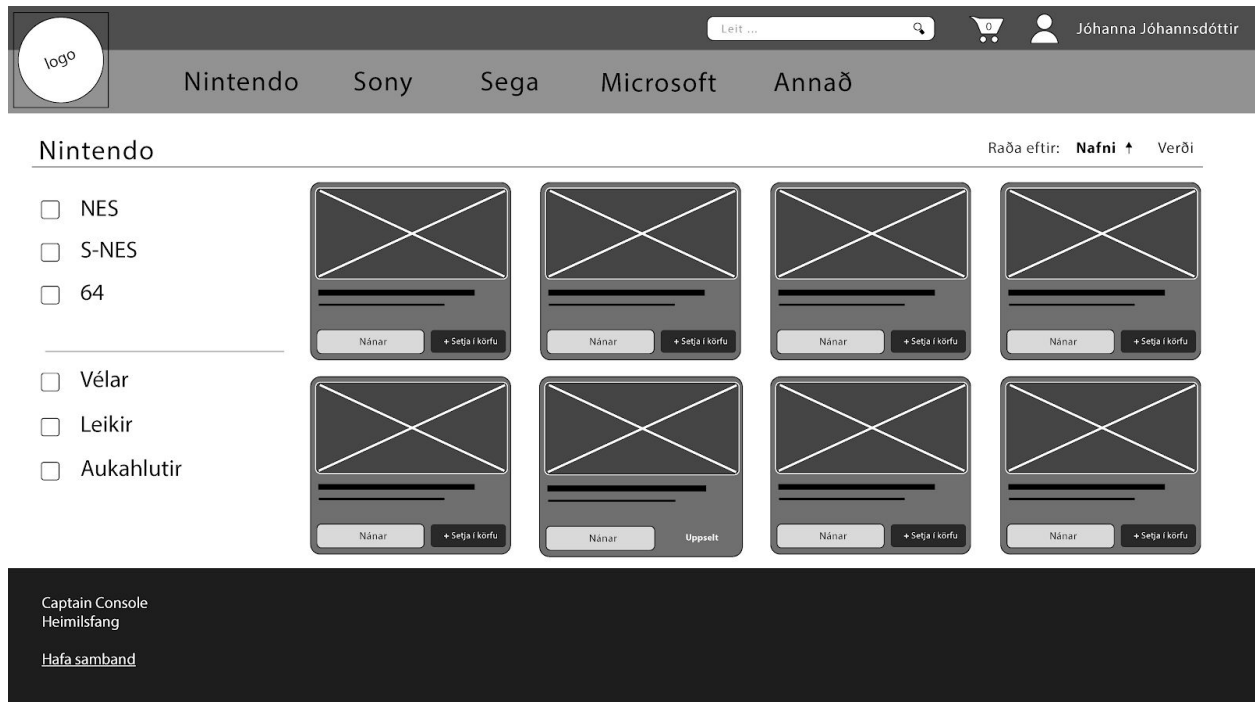 logo
Leit ...
0
Jóhanna Jóhannsdóttir
Nintendo Sony Sega Microsoft Annað
Nintendo
Raða eftir: Nafni ↑ Verði
NES
S-NES
64
Vélar
Leikir
Aukahlutir
Nánar + Setja í körfu
Nánar + Setja í körfu
Nánar + Setja í körfu
Nánar + Setja í körfu
Nánar + Setja í körfu
Nánar Uppselt
Nánar + Setja í körfu
Nánar + Setja í körfu
Captain Console
Heimilsfang
Hafa samband